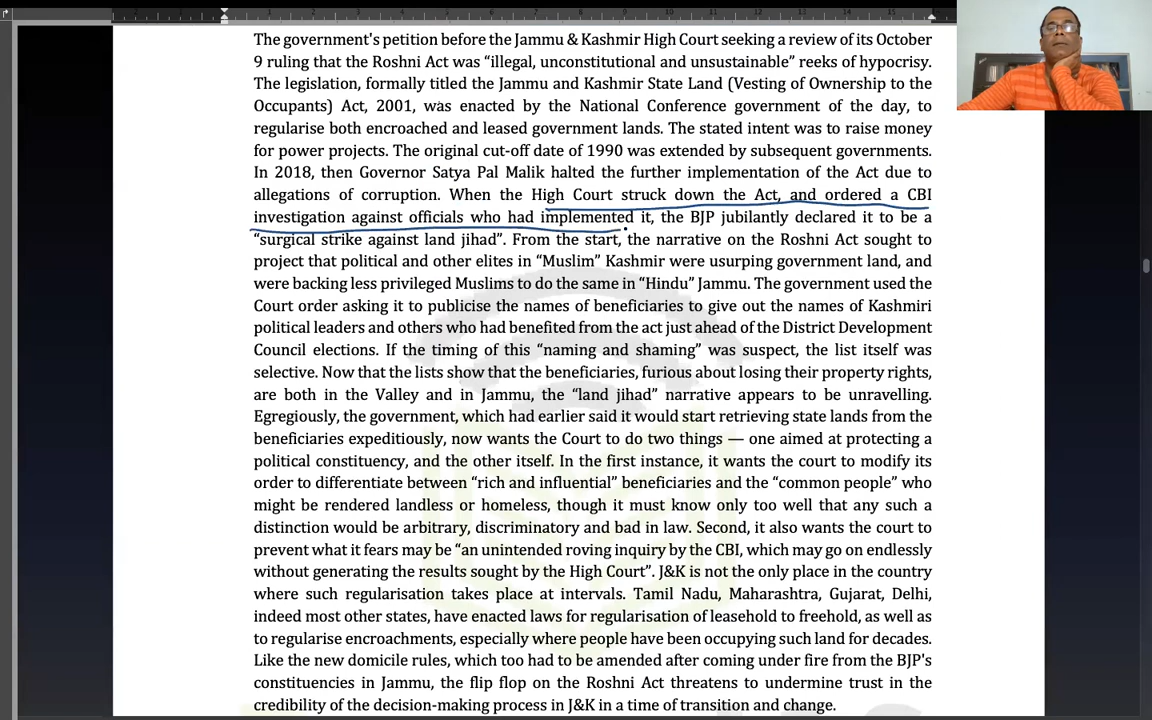 The government's petition before the Jammu & Kashmir High Court seeking a review of its October
9 ruling that the Roshni Act was “illegal, unconstitutional and unsustainable” reeks of hypocrisy.
The legislation, formally titled the Jammu and Kashmir State Land (Vesting of Ownership to the
Occupants) Act, 2001, was enacted by the National Conference government of the day, to
regularise both encroached and leased government lands. The stated intent was to raise money
for power projects. The original cut-off date of 1990 was extended by subsequent governments.
In 2018, then Governor Satya Pal Malik halted the further implementation of the Act due to
allegations of corruption. When the High Court struck down the Act, and ordered a CBI
investigation against officials who had implemented it, the BJP jubilantly declared it to be a
“surgical strike against land jihad”. From the start, the narrative on the Roshni Act sought to
project that political and other elites in “Muslim” Kashmir were usurping government land, and
were backing less privileged Muslims to do the same in “Hindu” Jammu. The government used the
Court order asking it to publicise the names of beneficiaries to give out the names of Kashmiri
political leaders and others who had benefited from the act just ahead of the District Development
Council elections. If the timing of this “naming and shaming” was suspect, the list itself was
selective. Now that the lists show that the beneficiaries, furious about losing their property rights,
are both in the Valley and in Jammu, the “land jihad” narrative appears to be unravelling.
Egregiously, the government, which had earlier said it would start retrieving state lands from the
beneficiaries expeditiously, now wants the Court to do two things — one aimed at protecting a
political constituency, and the other itself. In the first instance, it wants the court to modify its
order to differentiate between “rich and influential” beneficiaries and the “common people” who
might be rendered landless or homeless, though it must know only too well that any such a
distinction would be arbitrary, discriminatory and bad in law. Second, it also wants the court to
prevent what it fears may be “an unintended roving inquiry by the CBI, which may go on endlessly
without generating the results sought by the High Court”. J&K is not the only place in the country
where such regularisation takes place at intervals. Tamil Nadu, Maharashtra, Gujarat, Delhi,
indeed most other states, have enacted laws for regularisation of leasehold to freehold, as well as
to regularise encroachments, especially where people have been occupying such land for decades.
Like the new domicile rules, which too had to be amended after coming under fire from the BJP's
constituencies in Jammu, the flip flop on the Roshni Act threatens to undermine trust in the
credibility of the decision-making process in J&K in a time of transition and change.